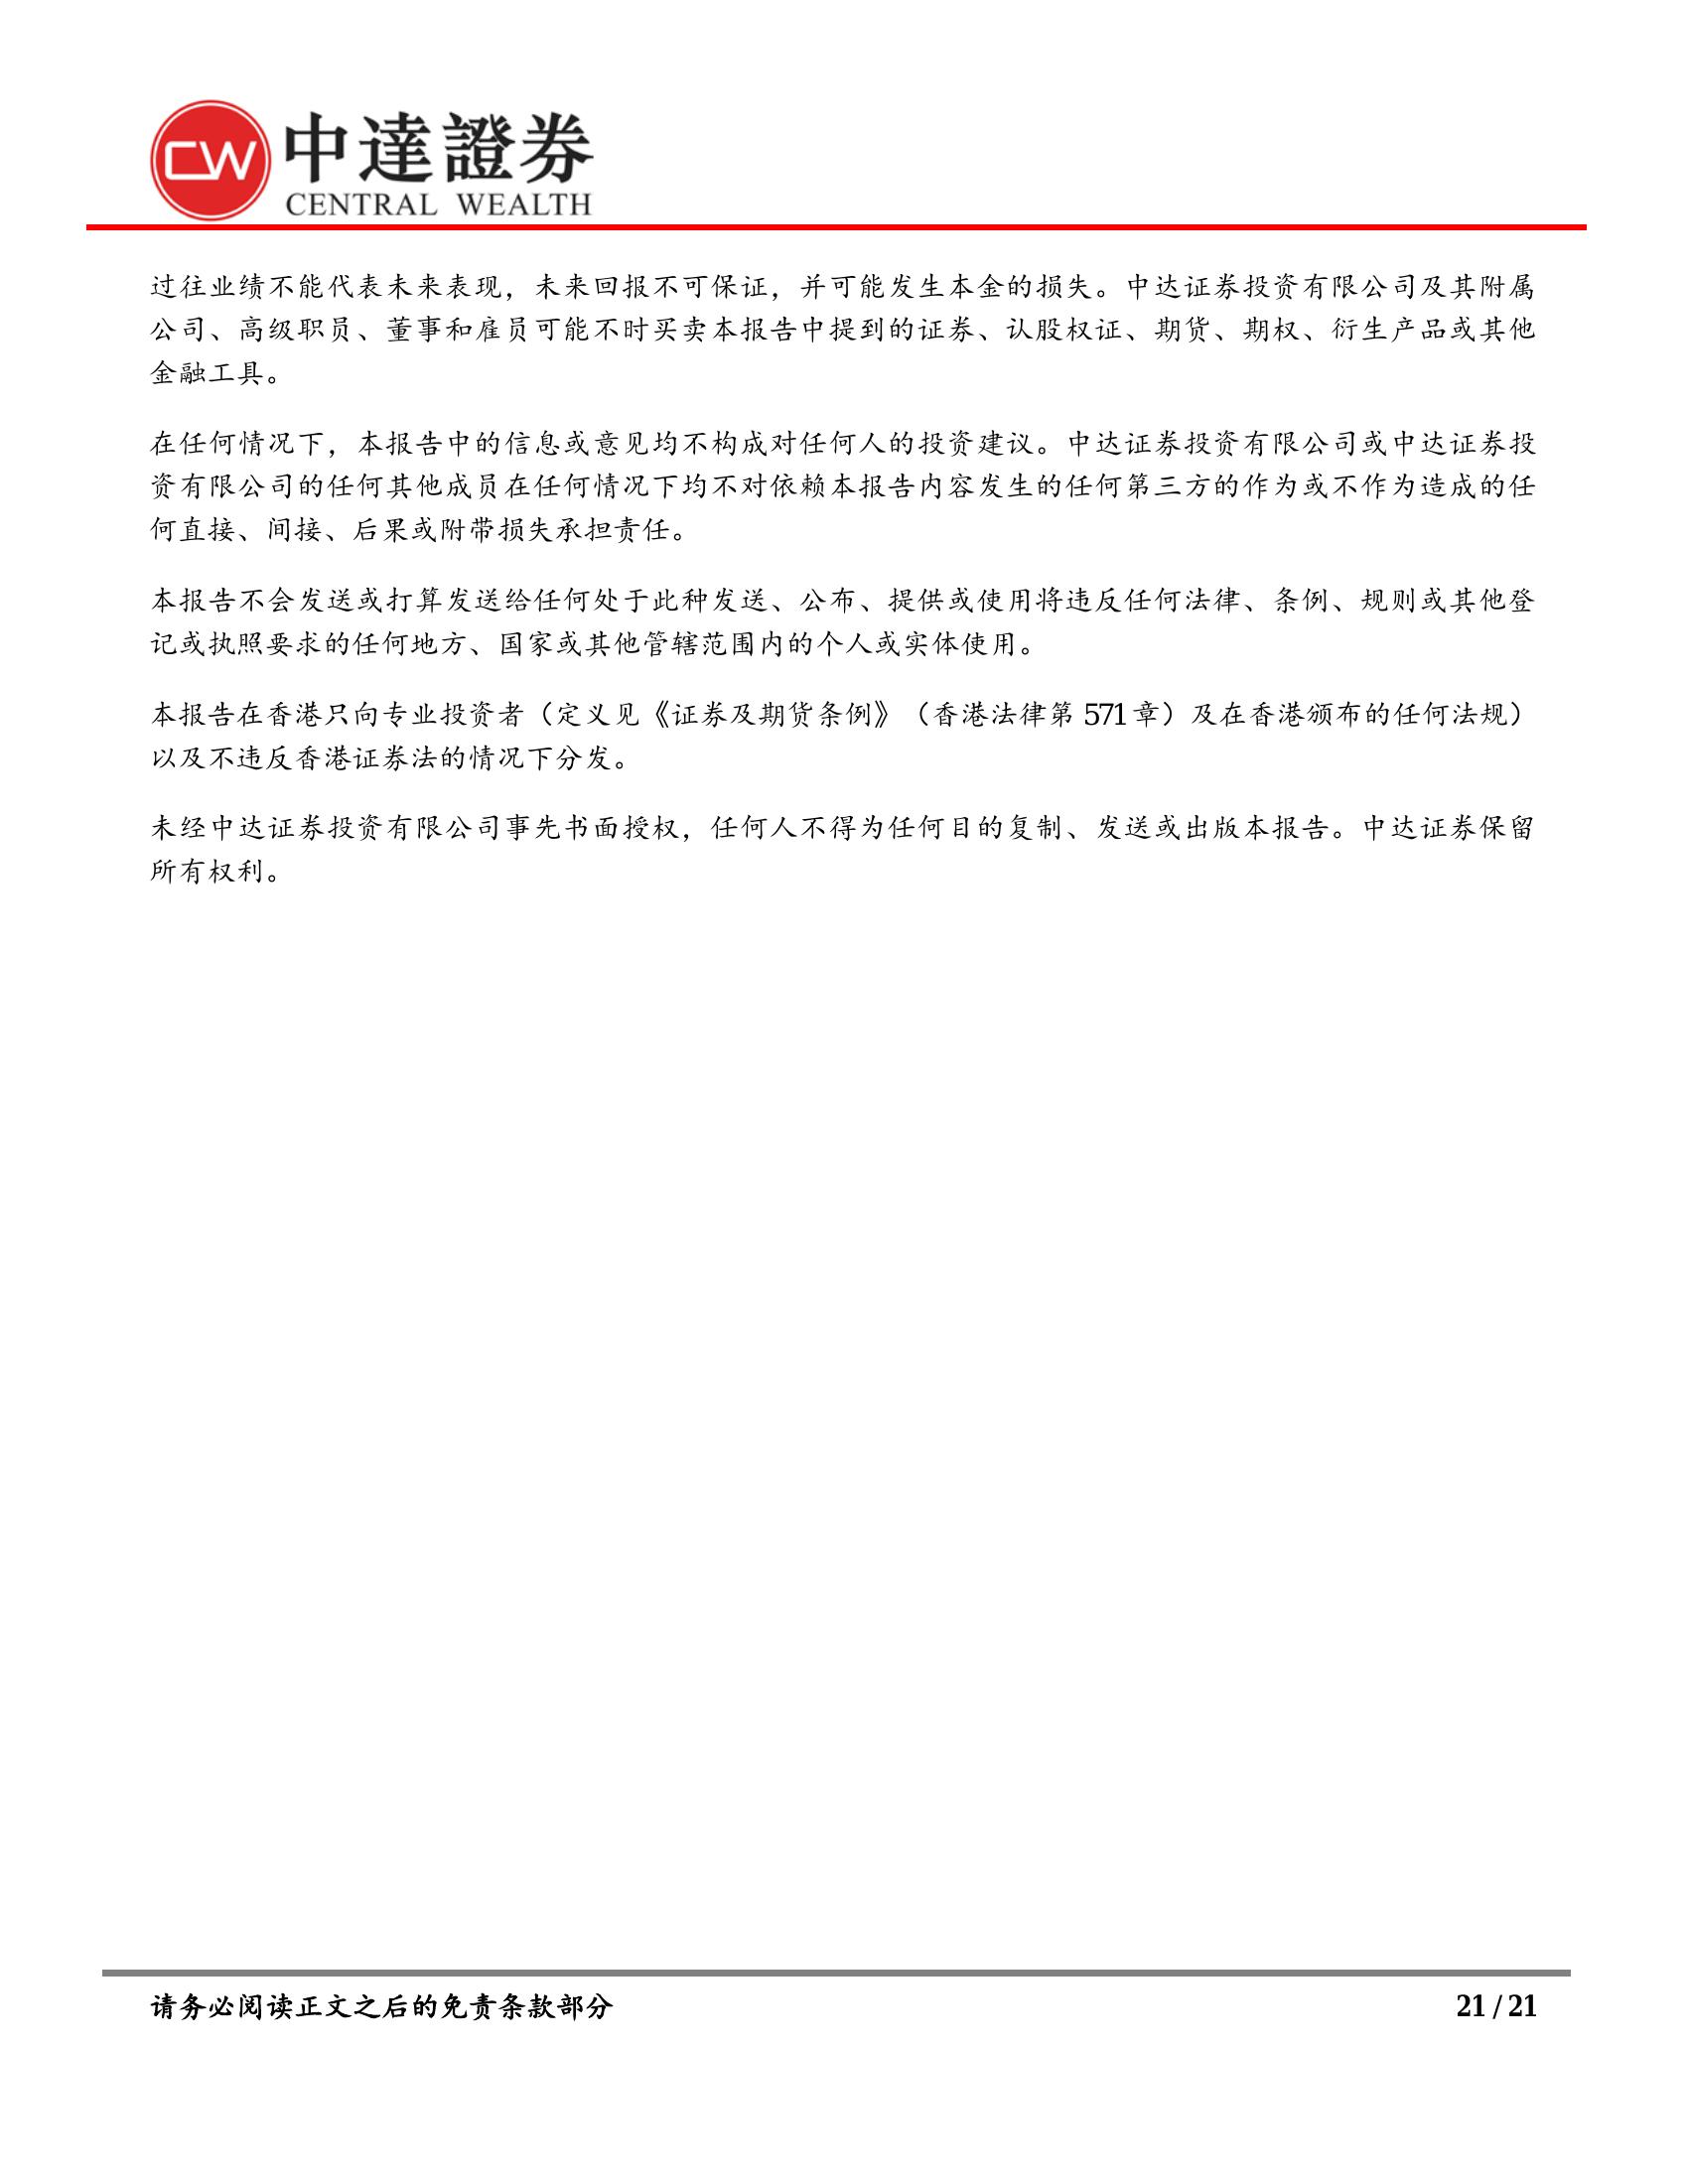 CW 中達證券
CENTRAL WEALTH
过往业绩不能代表未来表现，未来回报不可保证，并可能发生本金的损失。中达证券投资有限公司及其附属
公司、高级职员、董事和雇员可能不时买卖本报告中提到的证券、认股权证、期货、期权、衍生产品或其他
金融工具。
在任何情况下，本报告中的信息或意见均不构成对任何人的投资建议。中达证券投资有限公司或中达证券投
资有限公司的任何其他成员在任何情况下均不对依赖本报告内容发生的任何第三方的作为或不作为造成的任
何直接、间接、后果或附带损失承担责任。
本报告不会发送或打算发送给任何处于此种发送、公布、提供或使用将违反任何法律、条例、规则或其他登
记或执照要求的任何地方、国家或其他管辖范围内的个人或实体使用。
本报告在香港只向专业投资者（定义见《证券及期货条例》（香港法律第 571 章）及在香港颁布的任何法规）
以及不违反香港证券法的情况下分发。
未经中达证券投资有限公司事先书面授权，任何人不得为任何目的复制、发送或出版本报告。中达证券保留
所有权利。
请务必阅读正文之后的免责条款部分 21 / 21